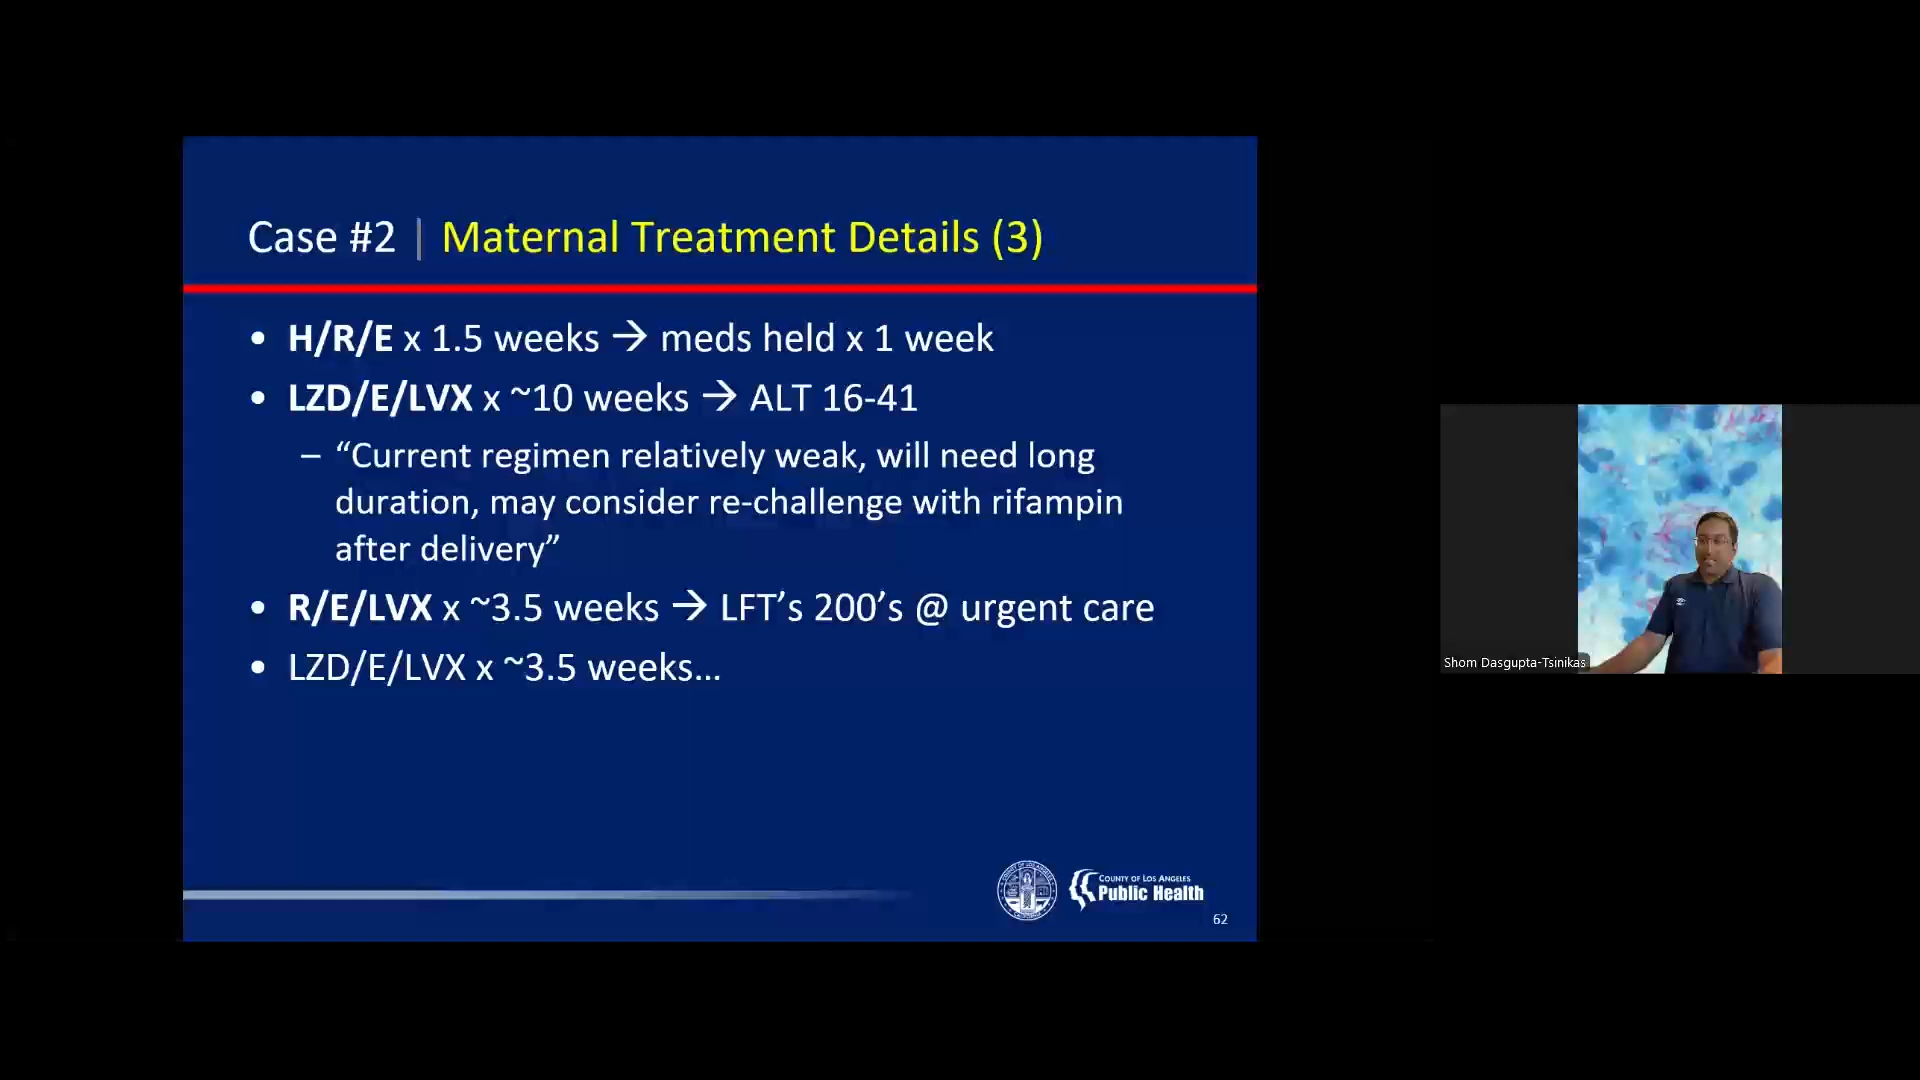 Case #2 | Maternal Treatment Details (3)
• H/R/E x 1.5 weeks → meds held x 1 week
• LZD/E/LVX x ~10 weeks → ALT 16-41
– “Current regimen relatively weak, will need long
duration, may consider re-challenge with rifampin
after delivery”
• R/E/LVX x ~3.5 weeks → LFT’s 200’s @ urgent care
• LZD/E/LVX x ~3.5 weeks…
Shom Dasgupta-Tsinikas
County of Los Angeles
Public Health
62